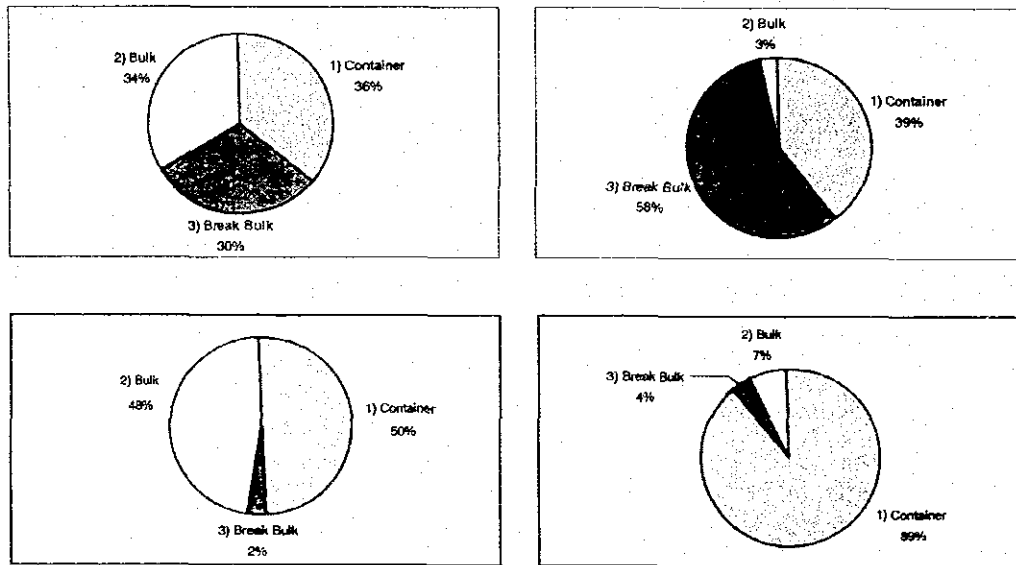 2) Bulk
34%
1) Container
36%
3) Break Bulk
30%
2) Bulk
3%
1) Container
39%
3) Break Bulk
58%
2) Bulk
48%
1) Container
50%
3) Break Bulk
2%
2) Bulk
7%
3) Break Bulk
4%
1) Container
89%